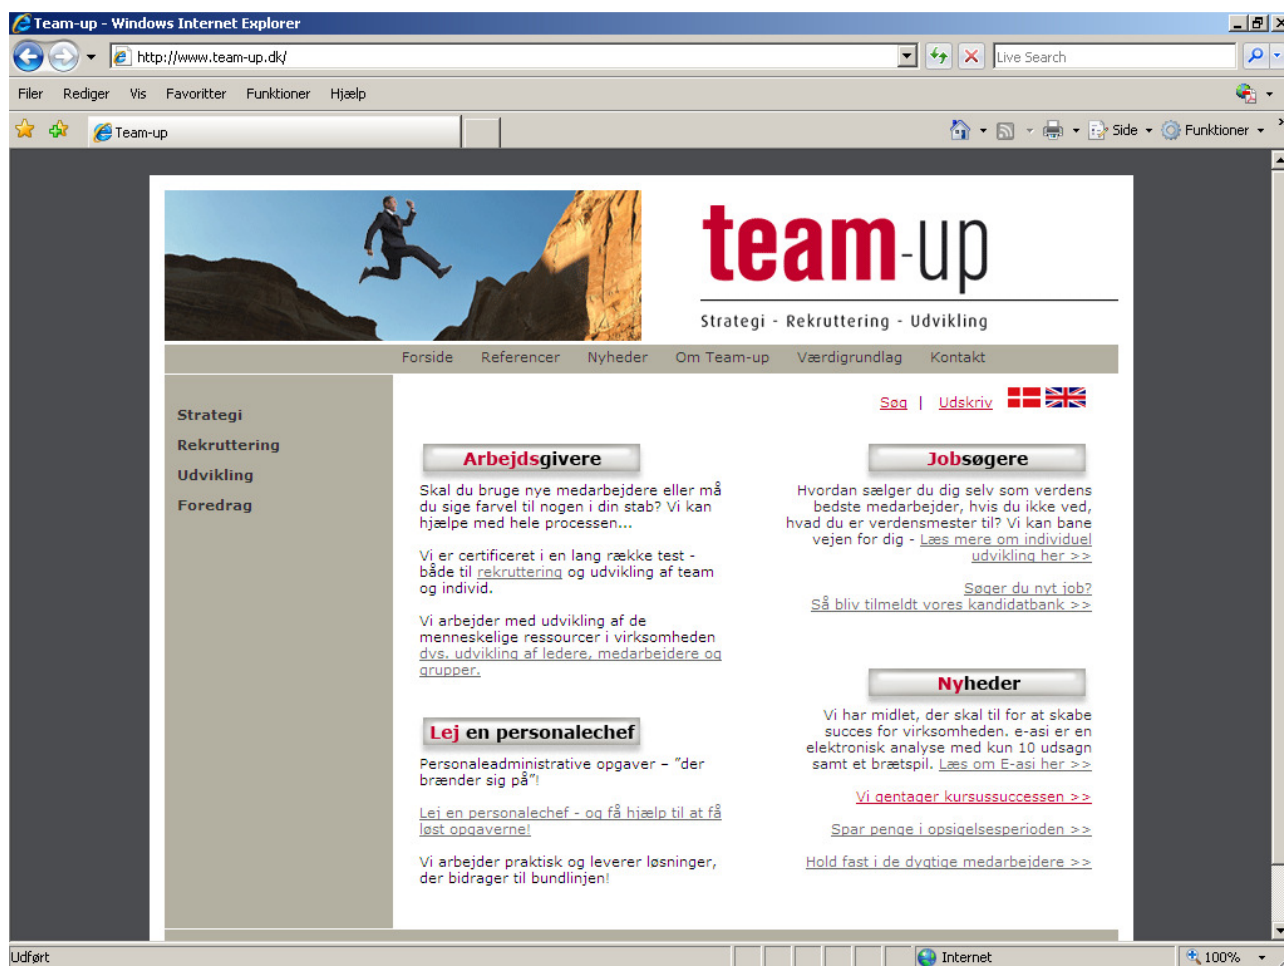 Team-up - Windows Internet Explorer
http://www.team-up.dk/
Live Search
Filer Rediger Vis Favoritter Funktioner Hjælp
Team-up
Side
Funktioner
team-up
Strategi - Rekruttering - Udvikling
Forside Referencer Nyheder Om Team-up Værdigrundlag Kontakt
Søg | Udskriv
Strategi
Rekruttering
Udvikling
Foredrag
Arbejdsgivere
Skal du bruge nye medarbejdere eller må
du sige farvel til nogen i din stab? Vi kan
hjælpe med hele processen...
Vi er certificeret i en lang række test -
både til rekruttering og udvikling af team
og individ.
Vi arbejder med udvikling af de
menneskelige ressourcer i virksomheden
dvs. udvikling af ledere, medarbejdere og
grupper.
Lej en personalechef
Personaleadministrative opgaver – ”der
brænder sig på”!
Lej en personalechef - og få hjælp til at få
løst opgaverne!
Vi arbejder praktisk og leverer løsninger,
der bidrager til bundlinjen!
Jobsøgere
Hvordan sælger du dig selv som verdens
bedste medarbejder, hvis du ikke ved,
hvad du er verdensmester til? Vi kan bane
vejen for dig - Læs mere om individuel
udvikling her >>
Søger du nyt job?
Så bliv tilmeldt vores kandidatbank >>
Nyheder
Vi har midlet, der skal til for at skabe
succes for virksomheden. e-asi er en
elektronisk analyse med kun 10 udsagn
samt et brætspil. Læs om E-asi her >>
Vi gentager kursussuccessen >>
Spar penge i opsigelsesperioden >>
Hold fast i de dygtige medarbejdere >>
Udført
Internet
100%